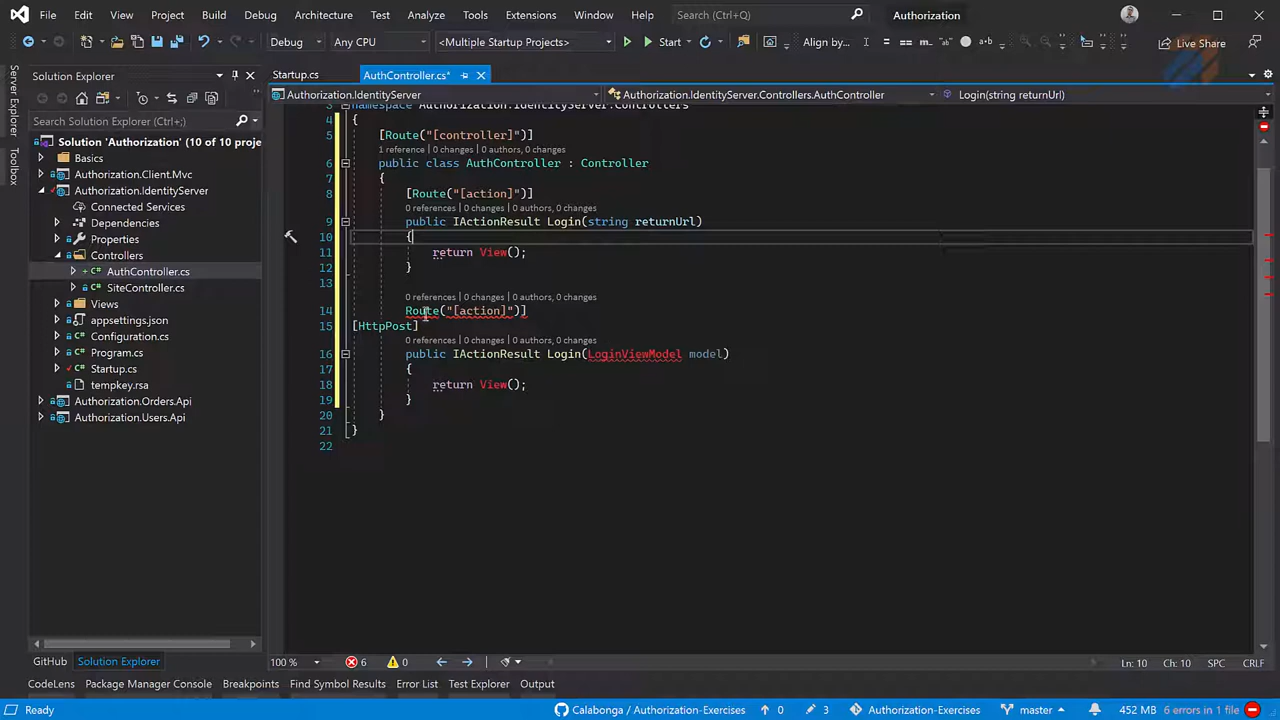 File Edit View Project Build Debug Architecture Test Analyze Tools Extensions Window Help Search (Ctrl+Q) Authorization
Debug Any CPU <Multiple Startup Projects> Start Align by... Live Share
Server Explorer
Toolbox
Solution Explorer
Search Solution Explorer (Ctrl+;)
Solution 'Authorization' (10 of 10 proje
Basics
Authorization.Client.Mvc
Authorization.IdentityServer
Connected Services
Dependencies
Properties
Controllers
AuthController.cs
SiteController.cs
Views
appsettings.json
Configuration.cs
Program.cs
Startup.cs
tempkey.rsa
Authorization.Orders.Api
Authorization.Users.Api
GitHub Solution Explorer
Startup.cs AuthController.cs*
Authorization.IdentityServer Authorization.IdentityServer.Controllers.AuthController Login(string returnUrl)
3 namespace Authorization.IdentityServer.Controllers
4 {
5 [Route("[controller]")]
1 reference | 0 changes | 0 authors, 0 changes
6 public class AuthController : Controller
7 {
8 [Route("[action]")]
0 references | 0 changes | 0 authors, 0 changes
9 public IActionResult Login(string returnUrl)
10 {
11 return View();
12 }
13
0 references | 0 changes | 0 authors, 0 changes
14 Route("[action]")]
15 [HttpPost]
0 references | 0 changes | 0 authors, 0 changes
16 public IActionResult Login(LoginViewModel model)
17 {
18 return View();
19 }
20 }
21 }
22
100 % 6 0 Ln: 10 Ch: 10 SPC CRLF
CodeLens Package Manager Console Breakpoints Find Symbol Results Error List Test Explorer Output
Ready Calabonga / Authorization-Exercises 0 3 Authorization-Exercises master 452 MB 6 errors in 1 file